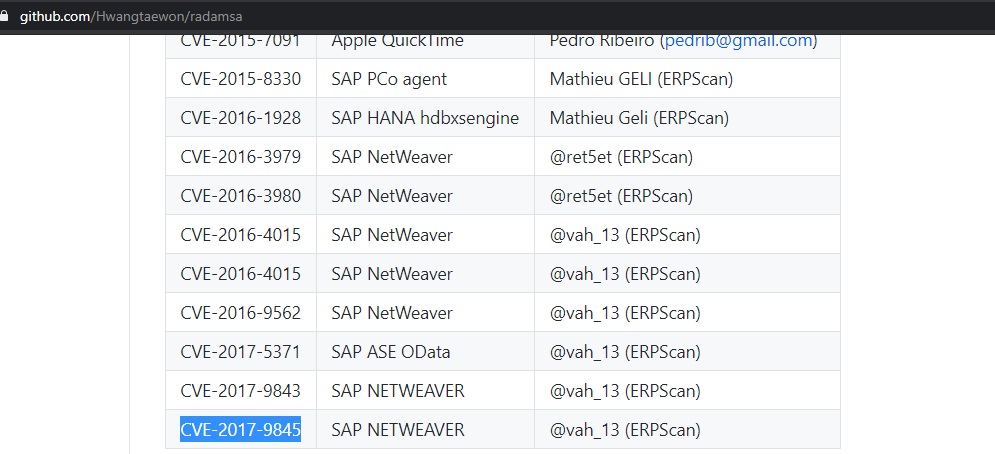 github.com/Hwangtaewon/radamsa
CVE-2015-7091 Apple QuickTime Pedro Ribeiro (pedrib@gmail.com)
CVE-2015-8330 SAP PCo agent Mathieu GELI (ERPScan)
CVE-2016-1928 SAP HANA hdbxsengine Mathieu Geli (ERPScan)
CVE-2016-3979 SAP NetWeaver @ret5et (ERPScan)
CVE-2016-3980 SAP NetWeaver @ret5et (ERPScan)
CVE-2016-4015 SAP NetWeaver @vah_13 (ERPScan)
CVE-2016-4015 SAP NetWeaver @vah_13 (ERPScan)
CVE-2016-9562 SAP NetWeaver @vah_13 (ERPScan)
CVE-2017-5371 SAP ASE OData @vah_13 (ERPScan)
CVE-2017-9843 SAP NETWEAVER @vah_13 (ERPScan)
CVE-2017-9845 SAP NETWEAVER @vah_13 (ERPScan)